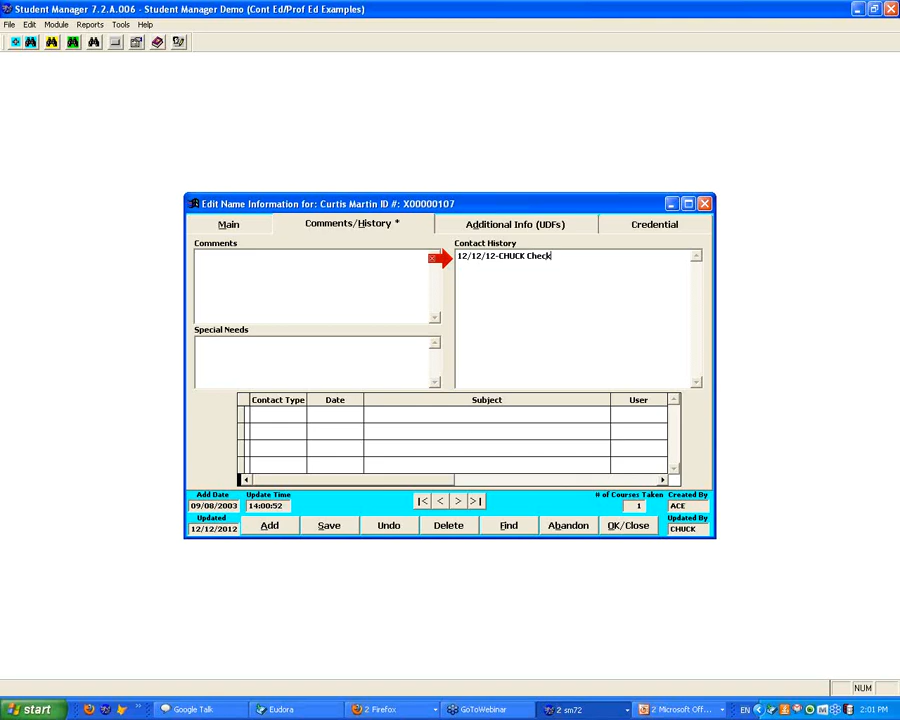 Student Manager 7.2.A.006 - Student Manager Demo (Cont Ed/Prof Ed Examples)
File Edit Module Reports Tools Help
Edit Name Information for: Curtis Martin ID #: X00000107
Main Comments/History * Additional Info (UDFs) Credential
Comments Contact History
12/12/12-CHUCK Check
Special Needs
Contact Type Date Subject User
Add Date Update Time # of Courses Taken Created By
09/08/2003 14:00:52 |< < > >| 1 ACE
Updated Updated By
12/12/2012 Add Save Undo Delete Find Abandon OK/Close CHUCK
NUM
start Google Talk Eudora 2 Firefox GoToWebinar 2 sm72 2 Microsoft Off... EN 2:01 PM